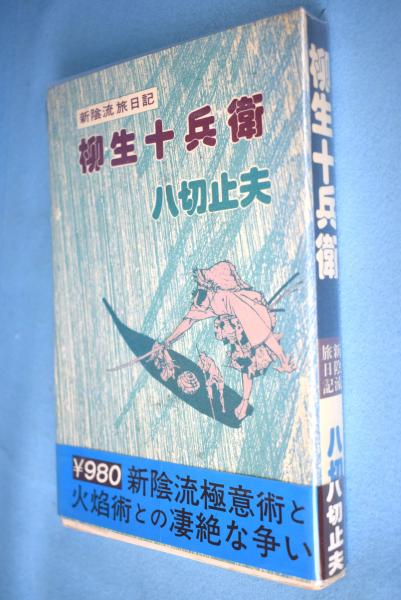 新陰流旅日記
柳生十兵衛
八切止夫
¥980 新陰流極意術と
火焔術との凄絶な争い
柳生十兵衛
新陰流
旅日記
八切
八切止夫